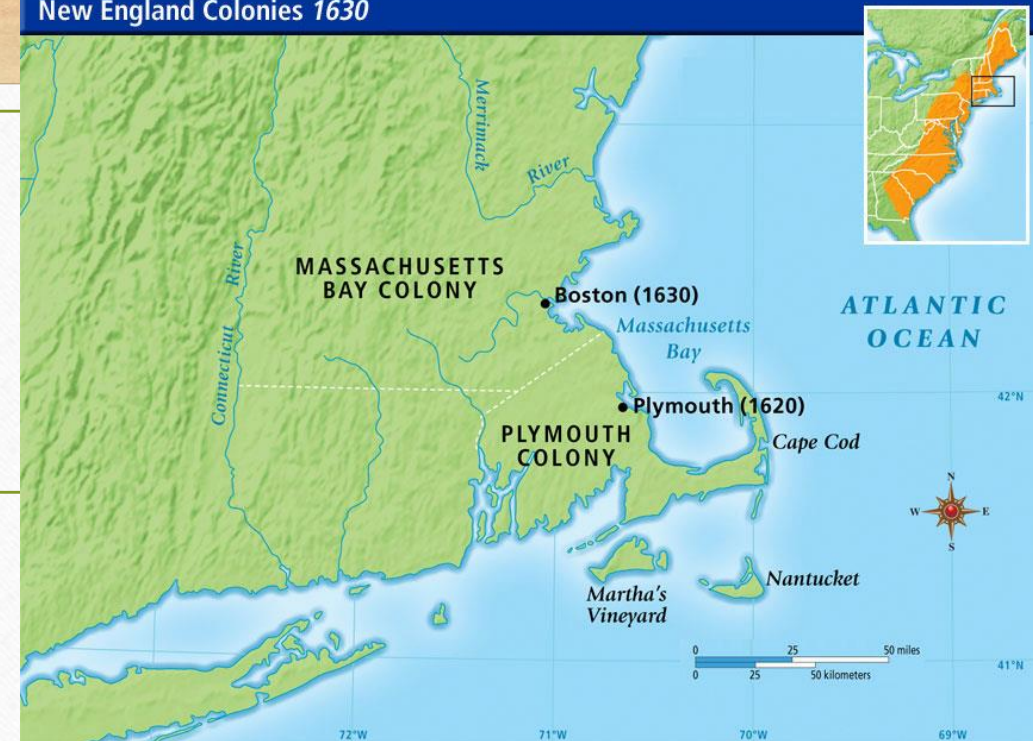 New England Colonies 1630
Merrimack
River
MASSACHUSETTS
BAY COLONY
Connecticut River
Boston (1630)
Massachusetts
Bay
ATLANTIC
OCEAN
42°N
Plymouth (1620)
PLYMOUTH
COLONY
Cape Cod
N
W E
S
Nantucket
Martha's
Vineyard
0 25 50 miles
0 25 50 kilometers
41°N
72°W 71°W 70°W 69°W